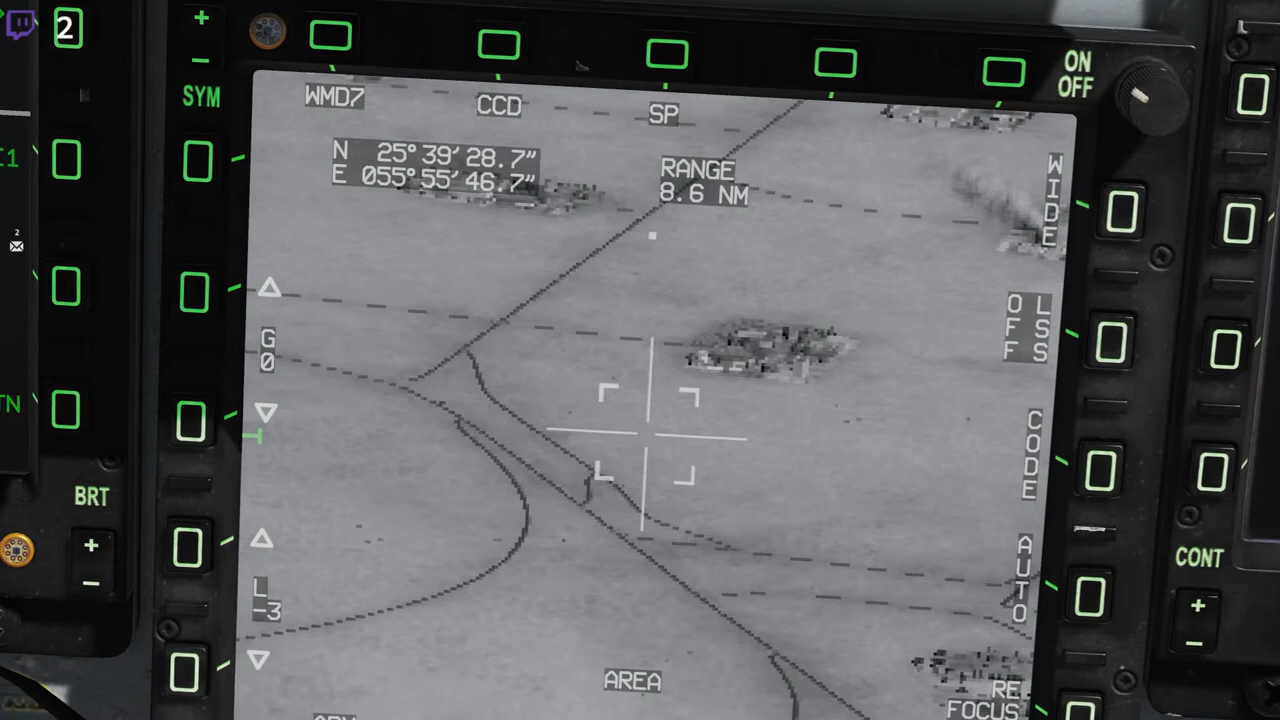 2
SYM
ON
OFF
WMD7
CCD
SP
N 25°39'28.7"
E 055°55'46.7"
RANGE
8.6 NM
WIDE
2
G
0
OFF
LSS
CODE
BRT
AUTO
CONT
L
-3
AREA
RE
FOCUS